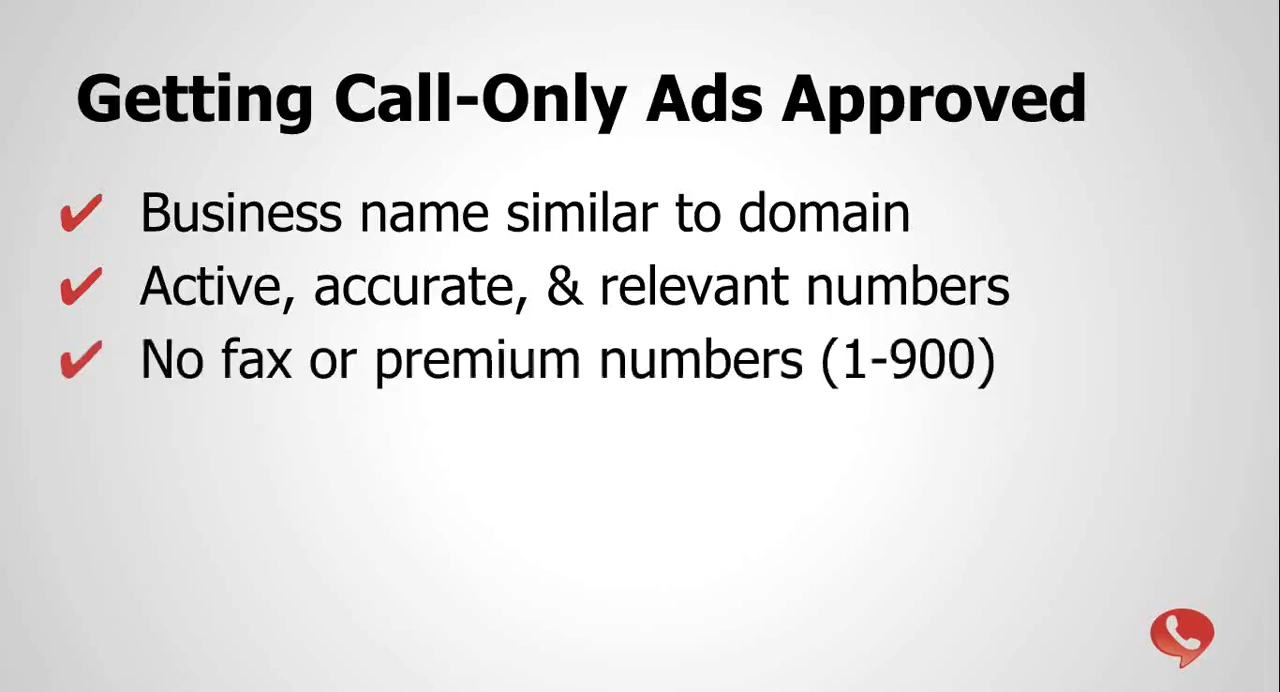 Getting Call-Only Ads Approved
✔ Business name similar to domain
✔ Active, accurate, & relevant numbers
✔ No fax or premium numbers (1-900)